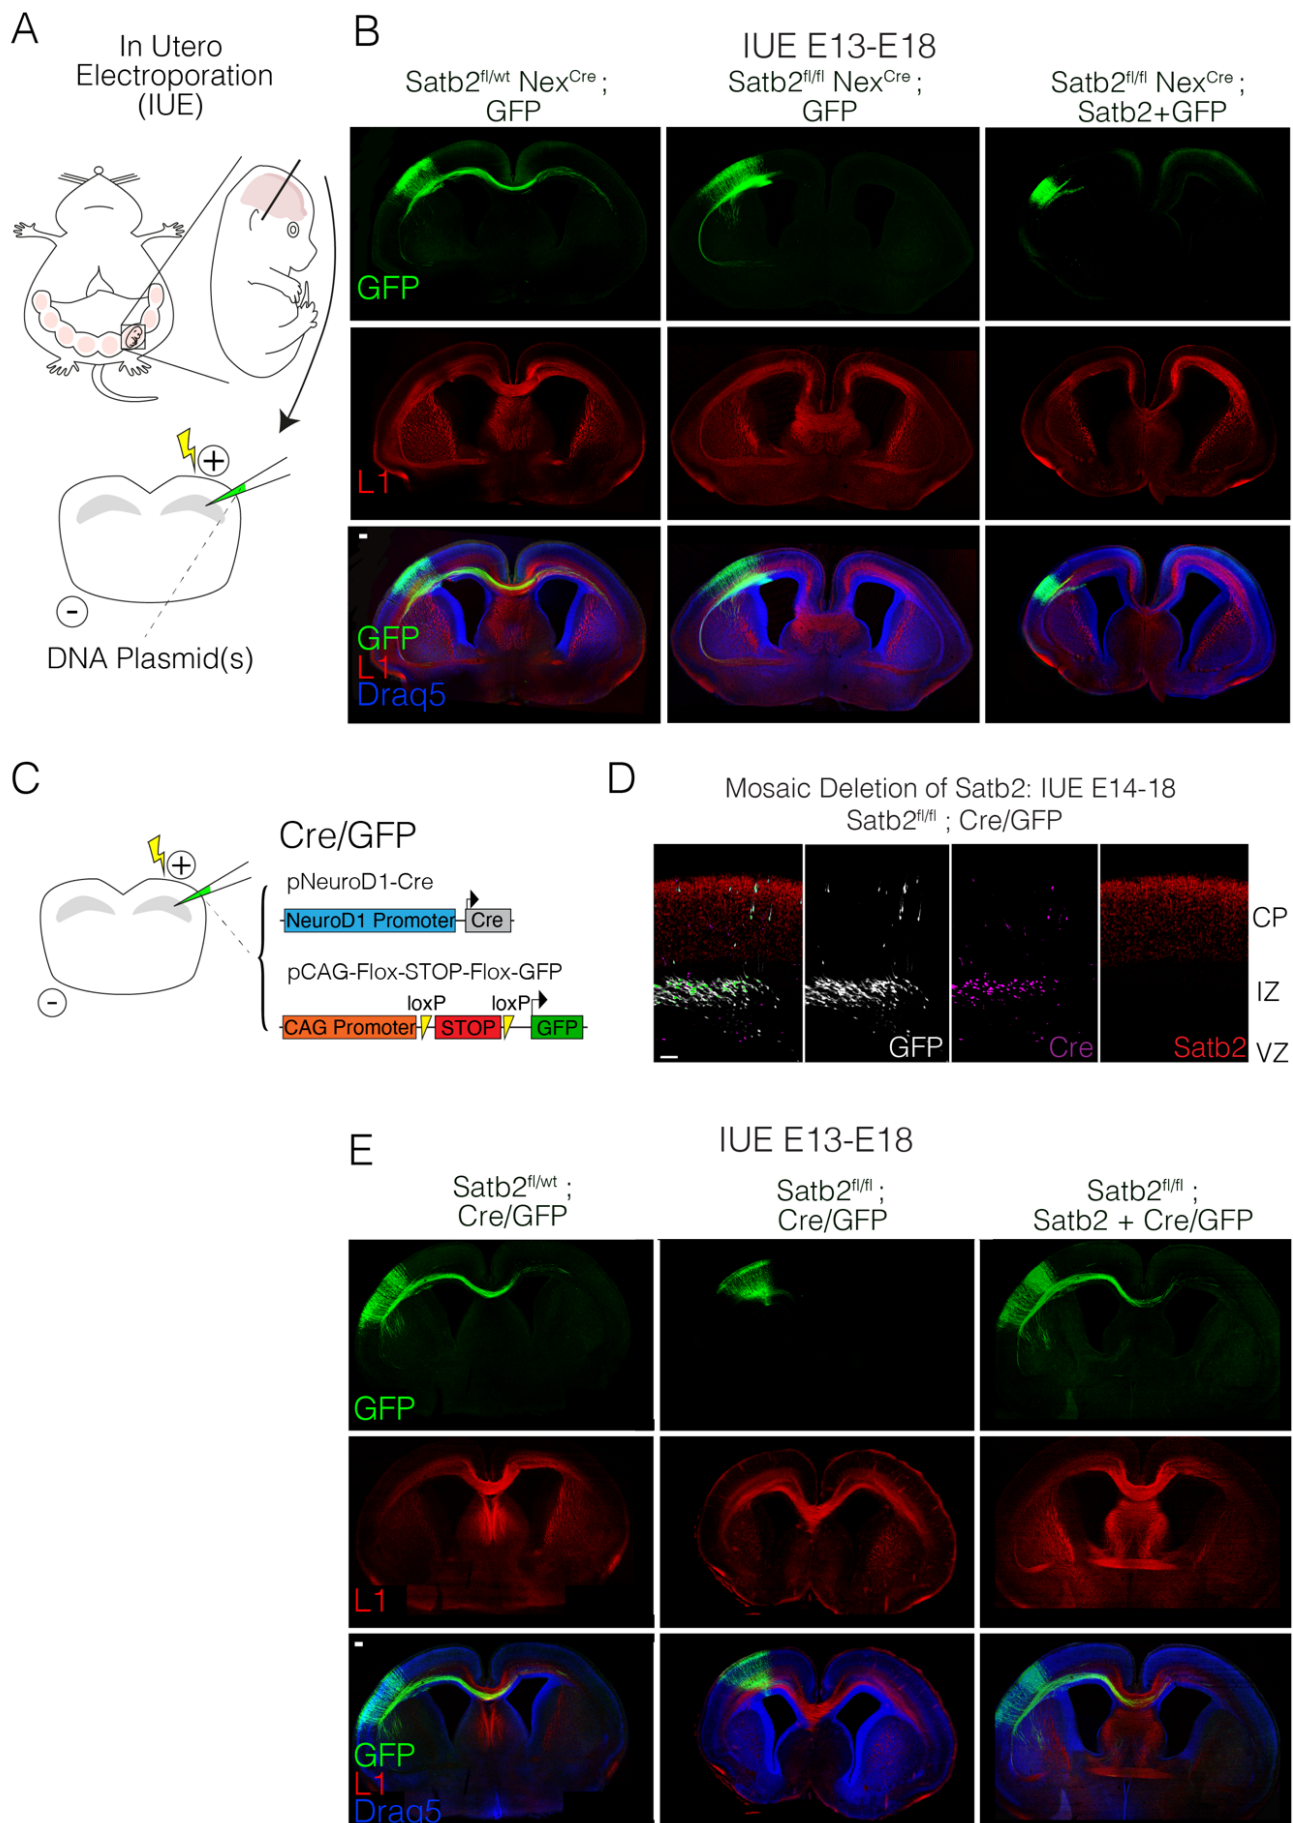 A
In Utero
Electroporation
(IUE)
+
-
DNA Plasmid(s)
B
IUE E13-E18
Satb2fl/wt NexCre ;
GFP
Satb2fl/fl NexCre ;
GFP
Satb2fl/fl NexCre ;
Satb2+GFP
GFP
L1
GFP
L1
Draq5
C
+
-
Cre/GFP
pNeuroD1-Cre
NeuroD1 Promoter Cre
pCAG-Flox-STOP-Flox-GFP
loxP loxP
CAG Promoter STOP GFP
D
Mosaic Deletion of Satb2: IUE E14-18
Satb2fl/fl ; Cre/GFP
CP
IZ
VZ
GFP Cre Satb2
E
IUE E13-E18
Satb2fl/wt ;
Cre/GFP
Satb2fl/fl ;
Cre/GFP
Satb2fl/fl ;
Satb2 + Cre/GFP
GFP
L1
GFP
L1
Draq5